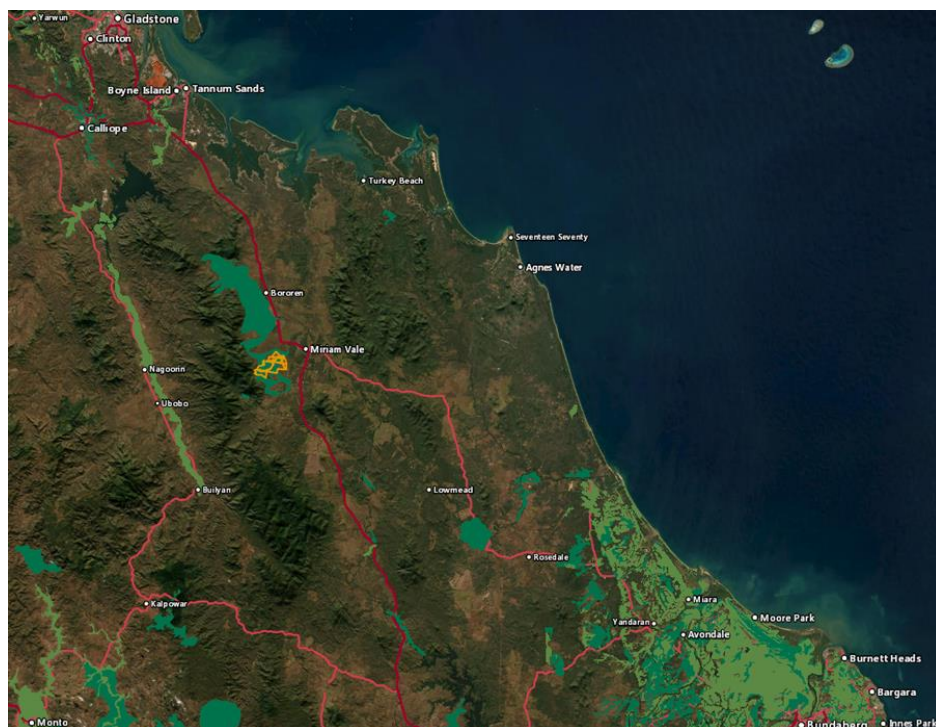 Yarwun
Gladstone
Clinton
Boyne Island
Tannum Sands
Calliope
Turkey Beach
Seventeen Seventy
Agnes Water
Bororen
Miriam Vale
Nagoorin
Ubobo
Builyan
Lowmead
Rosedale
Kalpowar
Miara
Yandaran
Moore Park
Avondale
Burnett Heads
Bargara
Monto
Bundaberg
Innes Park